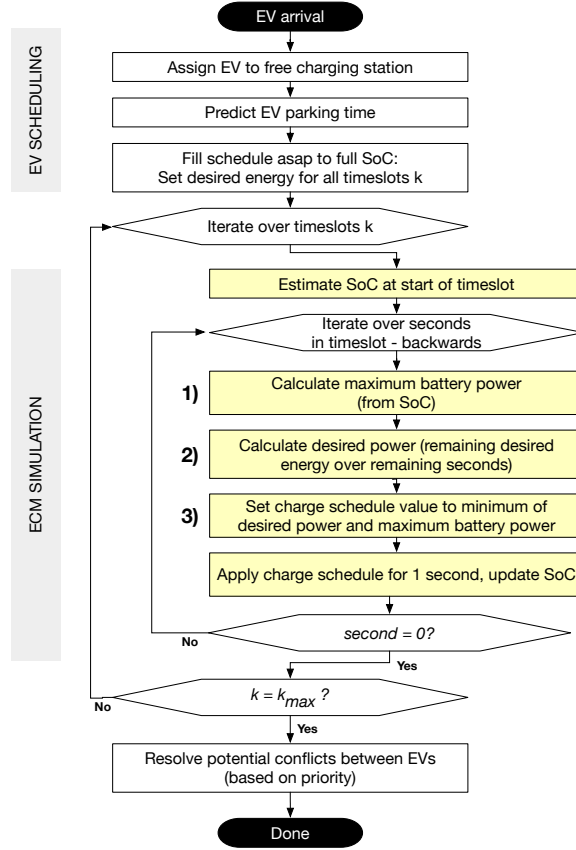 EV arrival
EV SCHEDULING
Assign EV to free charging station
Predict EV parking time
Fill schedule asap to full SoC:
Set desired energy for all timeslots k
Iterate over timeslots k
ECM SIMULATION
Estimate SoC at start of timeslot
Iterate over seconds
in timeslot - backwards
1)
Calculate maximum battery power
(from SoC)
2)
Calculate desired power (remaining desired
energy over remaining seconds)
3)
Set charge schedule value to minimum of
desired power and maximum battery power
Apply charge schedule for 1 second, update SoC
second = 0?
No
Yes
k = kmax ?
No
Yes
Resolve potential conflicts between EVs
(based on priority)
Done